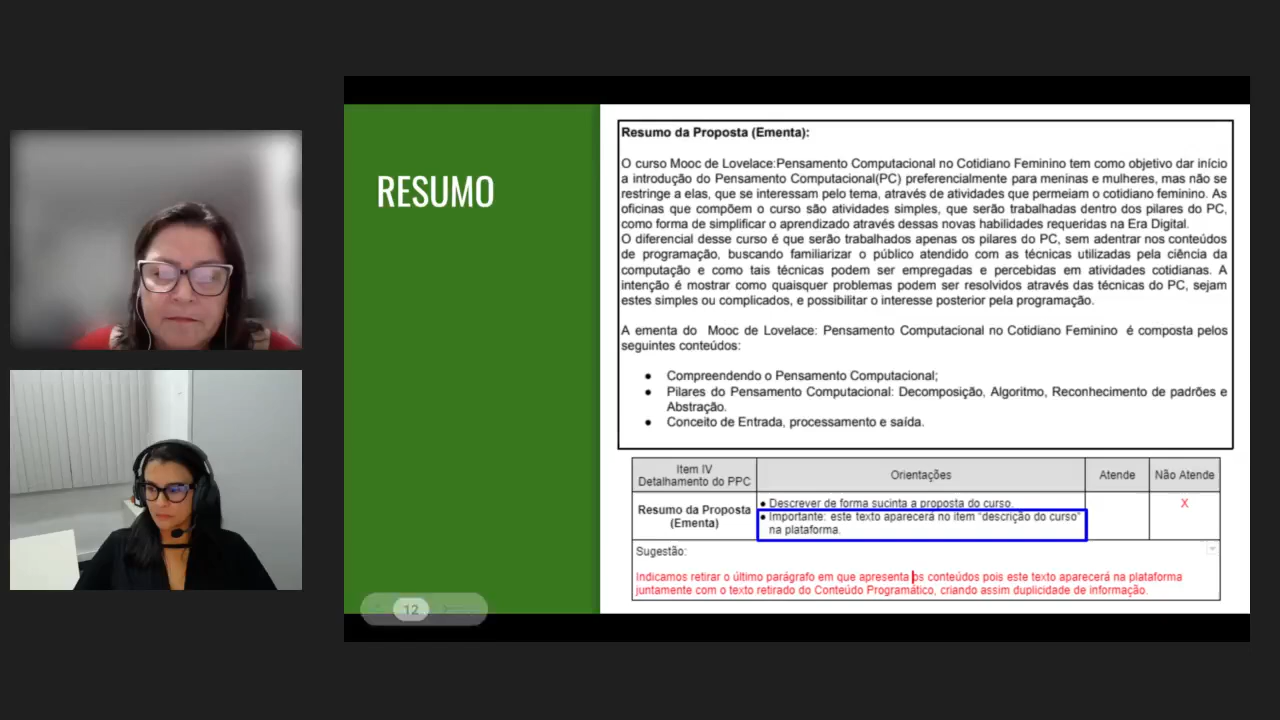 RESUMO
Resumo da Proposta (Ementa):
O curso Mooc de Lovelace:Pensamento Computacional no Cotidiano Feminino tem como objetivo dar início
a introdução do Pensamento Computacional(PC) preferencialmente para meninas e mulheres, mas não se
restringe a elas, que se interessam pelo tema, através de atividades que permeiam o cotidiano feminino. As
oficinas que compõem o curso são atividades simples, que serão trabalhadas dentro dos pilares do PC,
como forma de simplificar o aprendizado através dessas novas habilidades requeridas na Era Digital.
O diferencial desse curso é que serão trabalhados apenas os pilares do PC, sem adentrar nos conteúdos
de programação, buscando familiarizar o público atendido com as técnicas utilizadas pela ciência da
computação e como tais técnicas podem ser empregadas e percebidas em atividades cotidianas. A
intenção é mostrar como quaisquer problemas podem ser resolvidos através das técnicas do PC, sejam
estes simples ou complicados, e possibilitar o interesse posterior pela programação.
A ementa do Mooc de Lovelace: Pensamento Computacional no Cotidiano Feminino é composta pelos
seguintes conteúdos:
● Compreendendo o Pensamento Computacional;
● Pilares do Pensamento Computacional: Decomposição, Algoritmo, Reconhecimento de padrões e
Abstração.
● Conceito de Entrada, processamento e saída.
Item IV
Detalhamento do PPC
Orientações
Atende
Não Atende
Resumo da Proposta
(Ementa)
● Descrever de forma sucinta a proposta do curso.
● Importante: este texto aparecerá no item "descrição do curso"
na plataforma.
X
Sugestão:
Indicamos retirar o último parágrafo em que apresenta os conteúdos pois este texto aparecerá na plataforma
juntamente com o texto retirado do Conteúdo Programático, criando assim duplicidade de informação.
12